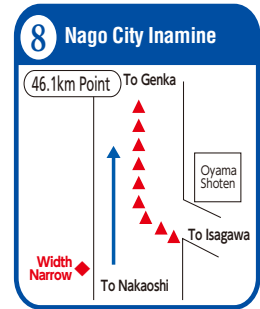 8 Nago City Inamine
46.1km Point
To Genka
Oyama
Shoten
To Isagawa
Width
Narrow
To Nakaoshi